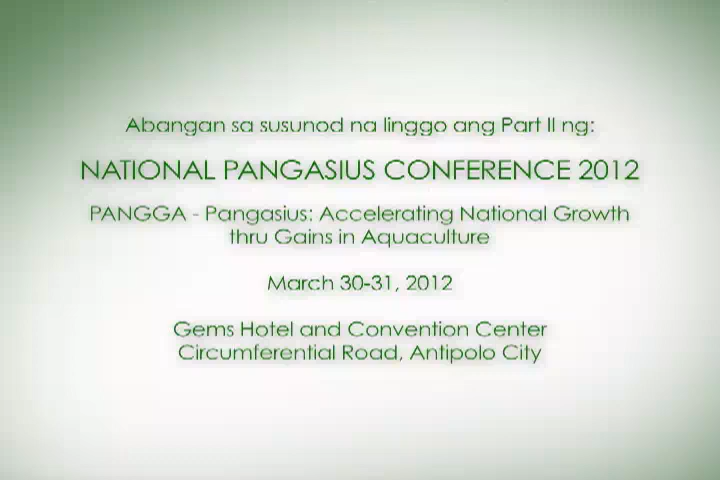 Abangan sa susunod na linggo ang Part II ng:
NATIONAL PANGASIUS CONFERENCE 2012
PANGGA - Pangasius: Accelerating National Growth
thru Gains in Aquaculture
March 30-31, 2012
Gems Hotel and Convention Center
Circumferential Road, Antipolo City